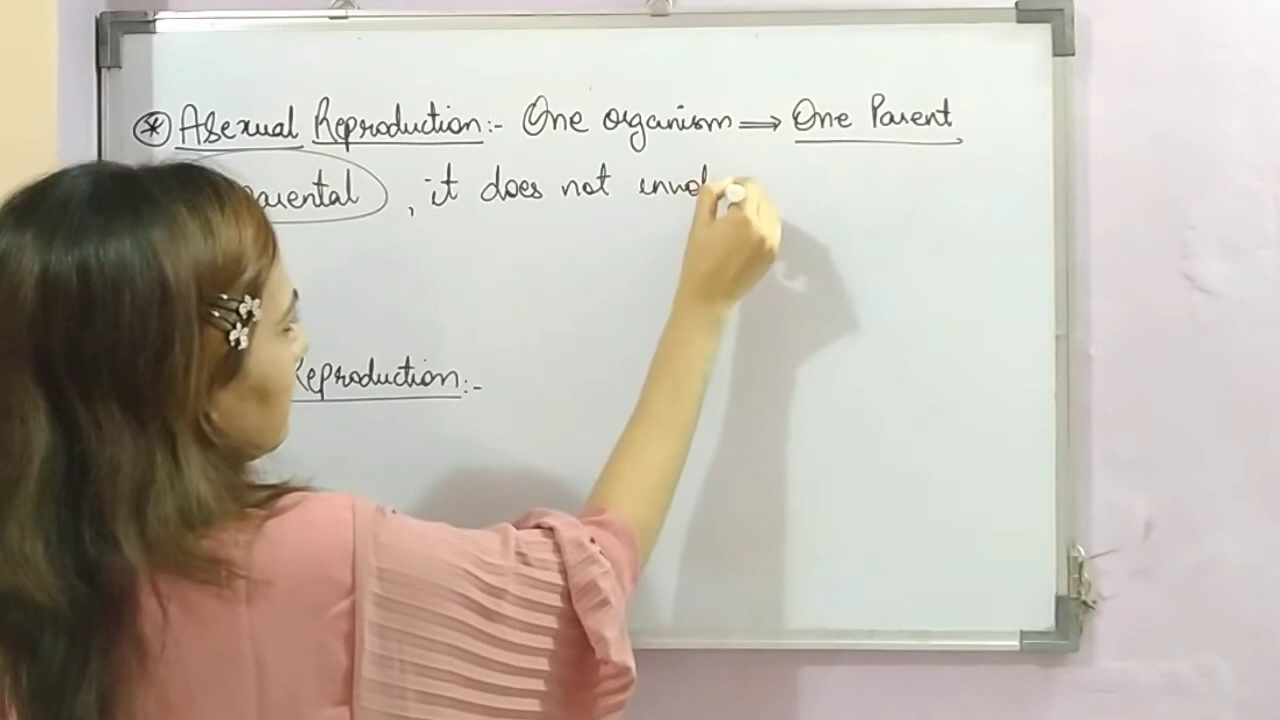 * Asexual Reproduction:- One organism ⇒ One Parent
arental , it does not invol
Reproduction:-